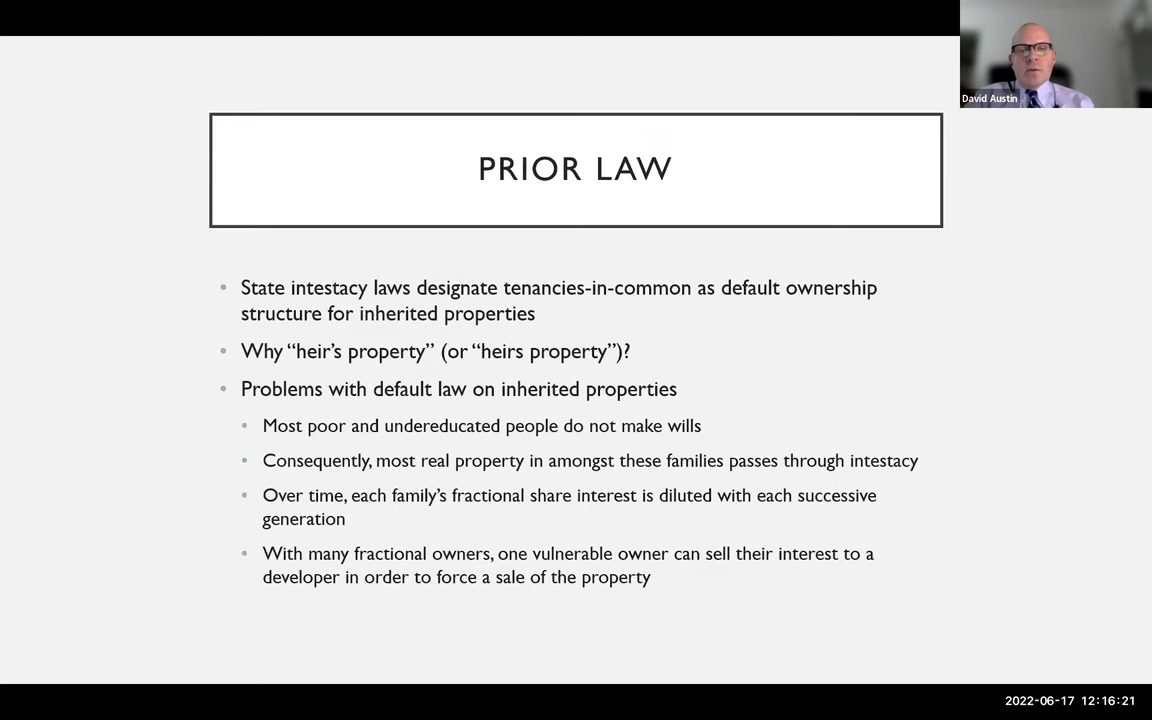 David Austin
PRIOR LAW
• State intestacy laws designate tenancies-in-common as default ownership
structure for inherited properties
• Why “heir’s property” (or “heirs property”)?
• Problems with default law on inherited properties
• Most poor and undereducated people do not make wills
• Consequently, most real property in amongst these families passes through intestacy
• Over time, each family’s fractional share interest is diluted with each successive
generation
• With many fractional owners, one vulnerable owner can sell their interest to a
developer in order to force a sale of the property
2022-06-17 12:16:21